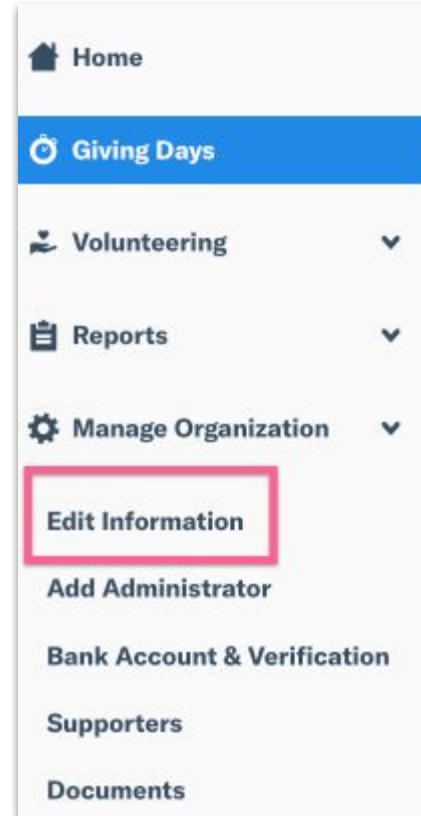 Home
Giving Days
Volunteering
Reports
Manage Organization
Edit Information
Add Administrator
Bank Account & Verification
Supporters
Documents